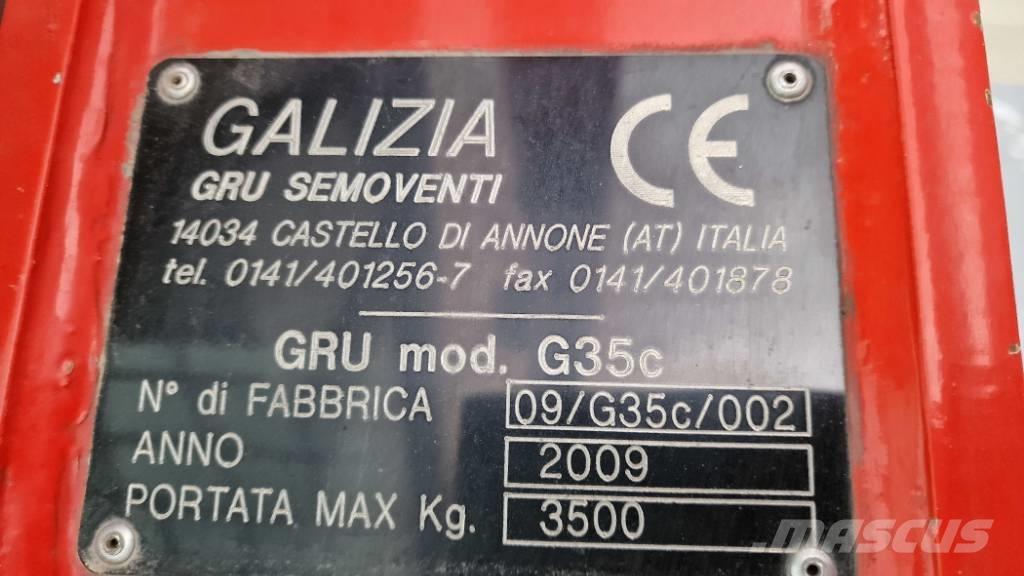 GALIZIA
CE
GRU SEMOVENTI
14034 CASTELLO DI ANNONE (AT) ITALIA
tel. 0141/401256-7 fax 0141/401878
GRU mod. G35c
N° di FABBRICA 09/G35c/002
ANNO 2009
PORTATA MAX Kg. 3500
MASCUS